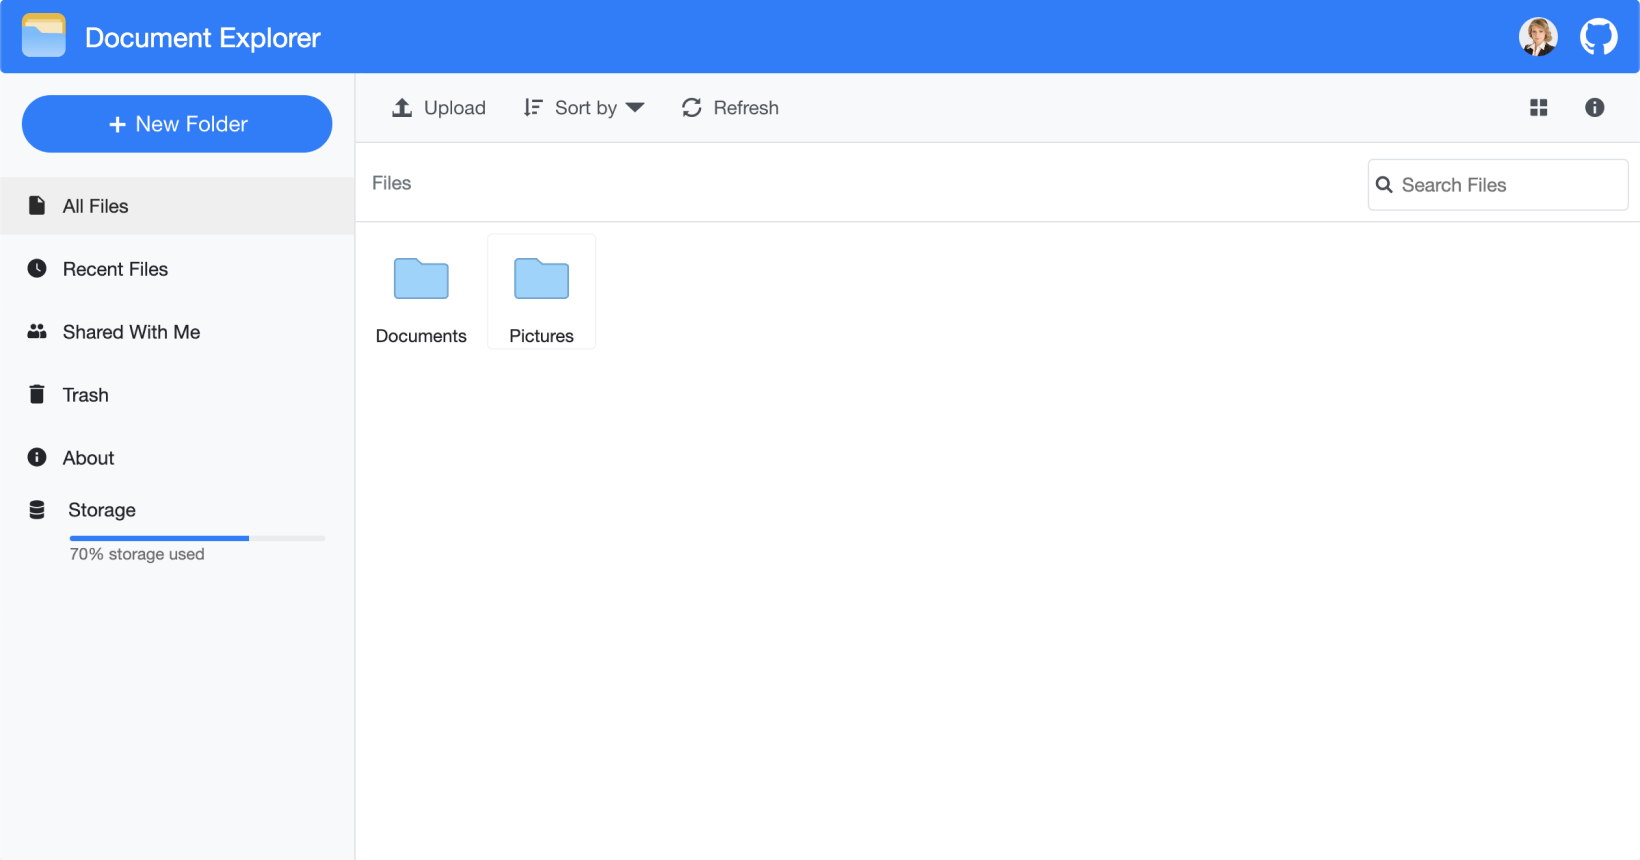 Document Explorer
New Folder
Upload
Sort by
Refresh
All Files
Recent Files
Shared With Me
Trash
About
Storage
70% storage used
Files
Search Files
Documents
Pictures